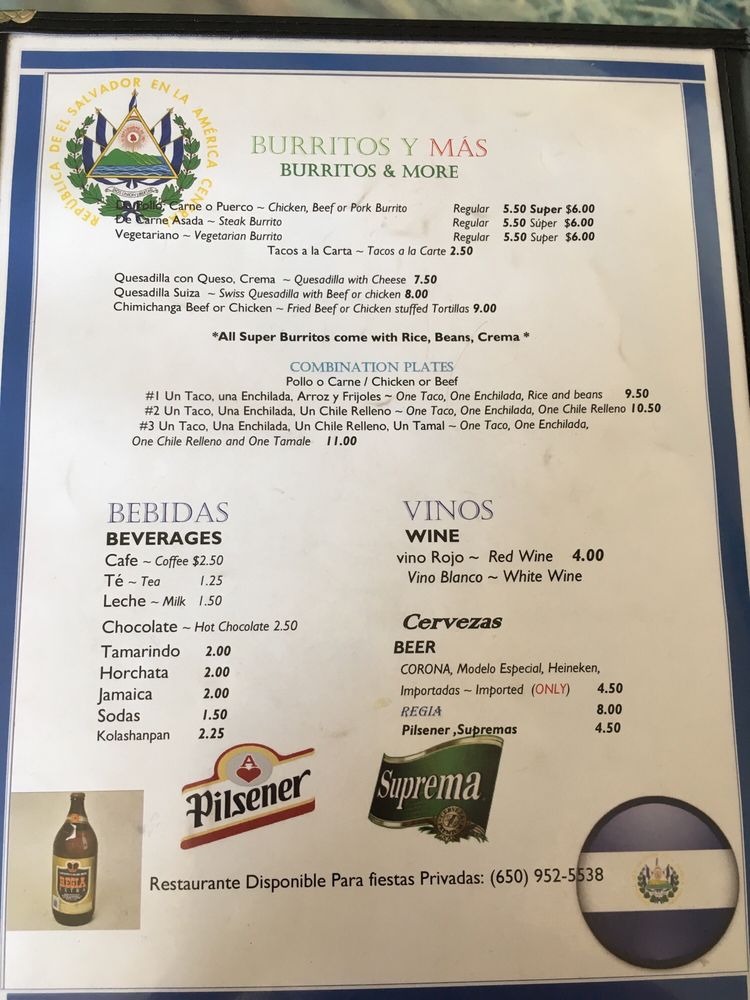 REPUBLICA DE EL SALVADOR EN LA AMÉRICA CENTRAL
BURRITOS Y MÁS
BURRITOS & MORE
De Pollo, Carne o Puerco ~ Chicken, Beef or Pork Burrito Regular 5.50 Super $6.00
De Carne Asada ~ Steak Burrito Regular 5.50 Súper $6.00
Vegetariano ~ Vegetarian Burrito Regular 5.50 Super $6.00
Tacos a la Carta ~ Tacos a la Carte 2.50
Quesadilla con Queso, Crema ~ Quesadilla with Cheese 7.50
Quesadilla Suiza ~ Swiss Quesadilla with Beef or chicken 8.00
Chimichanga Beef or Chicken ~ Fried Beef or Chicken stuffed Tortillas 9.00
*All Super Burritos come with Rice, Beans, Crema *
COMBINATION PLATES
Pollo o Carne / Chicken or Beef
#1 Un Taco, una Enchilada, Arroz y Frijoles ~ One Taco, One Enchilada, Rice and beans 9.50
#2 Un Taco, Una Enchilada, Un Chile Relleno ~ One Taco, One Enchilada, One Chile Relleno 10.50
#3 Un Taco, Una Enchilada, Un Chile Relleno, Un Tamal ~ One Taco, One Enchilada,
One Chile Relleno and One Tamale 11.00
BEBIDAS
BEVERAGES
Cafe ~ Coffee $2.50
Té ~ Tea 1.25
Leche ~ Milk 1.50
Chocolate ~ Hot Chocolate 2.50
Tamarindo 2.00
Horchata 2.00
Jamaica 2.00
Sodas 1.50
Kolashanpan 2.25
VINOS
WINE
vino Rojo ~ Red Wine 4.00
Vino Blanco ~ White Wine
Cervezas
BEER
CORONA, Modelo Especial, Heineken,
Importadas ~ Imported (ONLY) 4.50
REGIA 8.00
Pilsener ,Supremas 4.50
A
Pilsener
Suprema
REGIA
Restaurante Disponible Para fiestas Privadas: (650) 952-5538